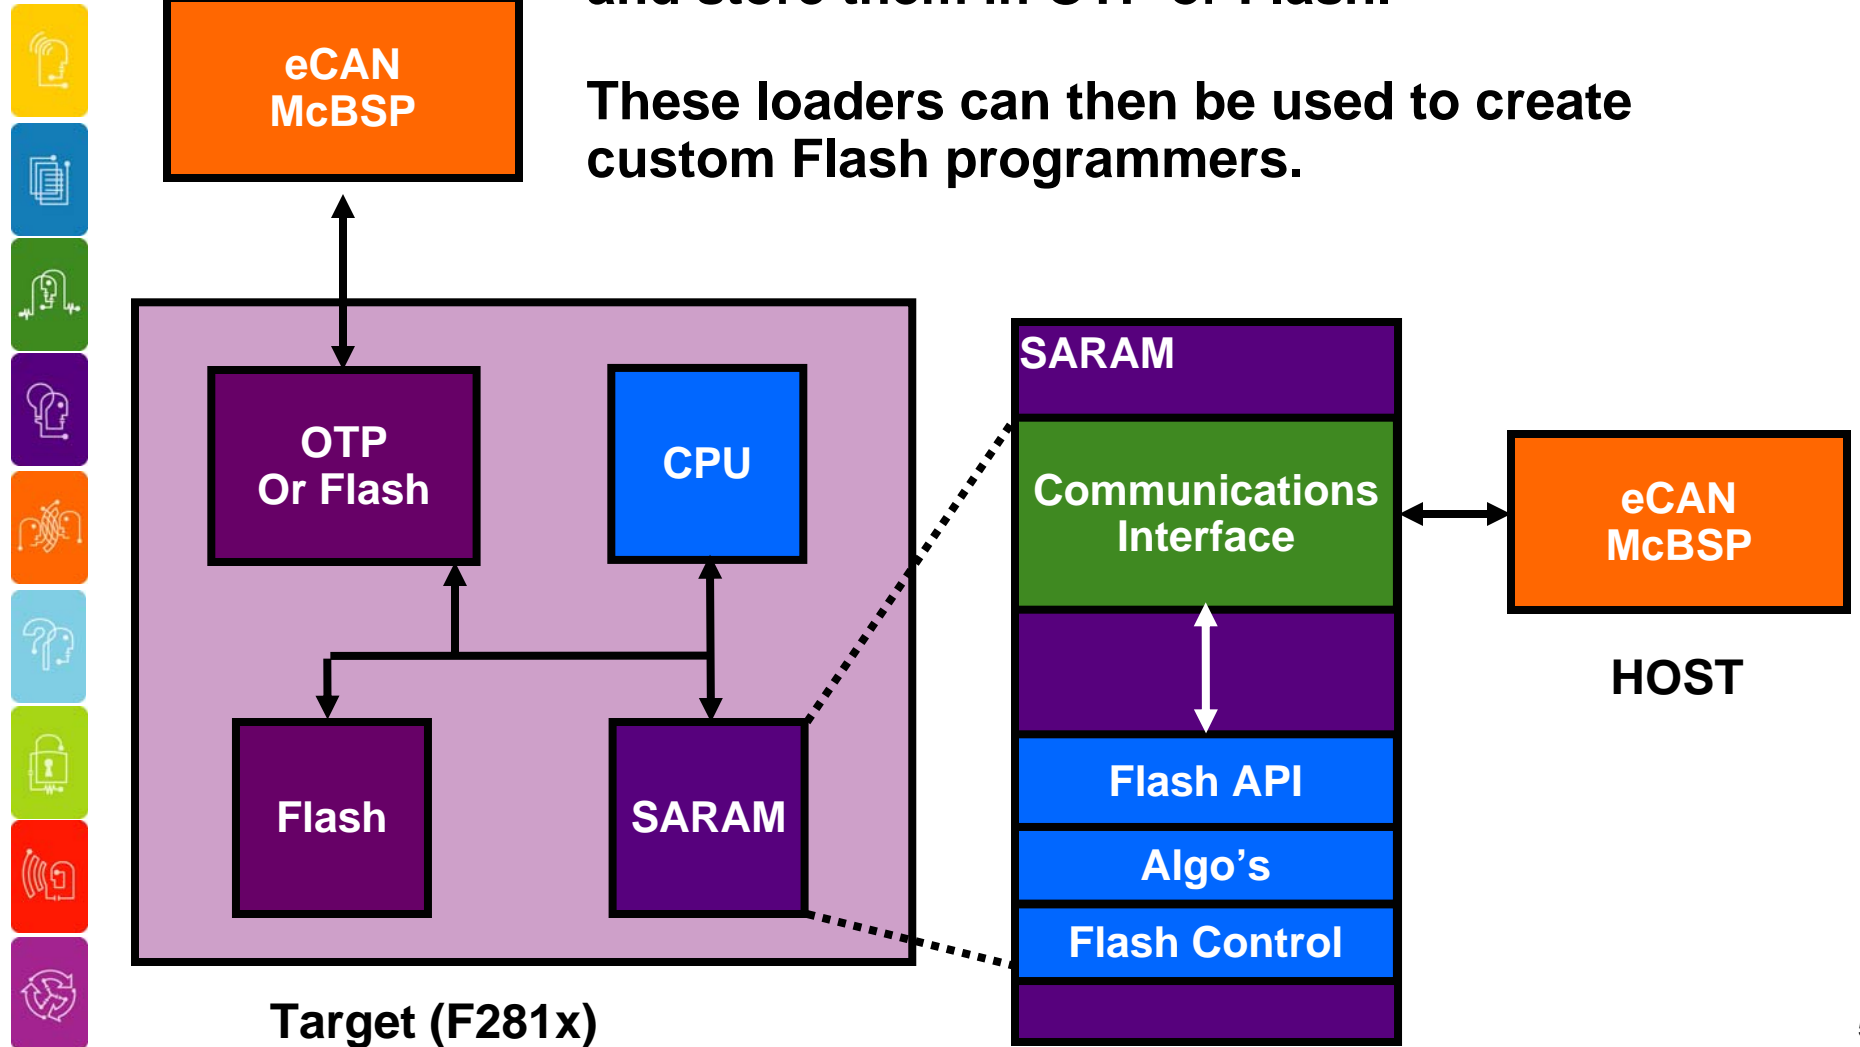 eCAN
McBSP
These loaders can then be used to create
custom Flash programmers.
OTP
Or Flash
CPU
Flash
SARAM
Target (F281x)
SARAM
Communications
Interface
Flash API
Algo’s
Flash Control
eCAN
McBSP
HOST